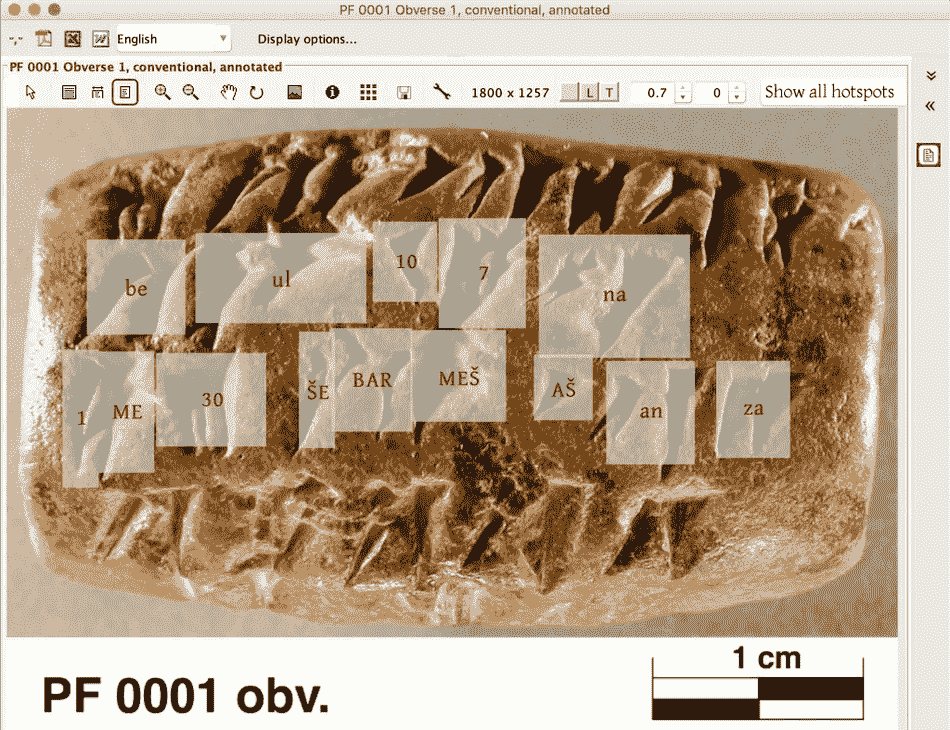 PF 0001 Obverse 1, conventional, annotated
English Display options...
PF 0001 Obverse 1, conventional, annotated
1800 x 1257 L T 0.7 0 Show all hotspots
be ul 10 7 na
1 ME 30 ŠE BAR MEŠ AŠ an za
1 cm
PF 0001 obv.